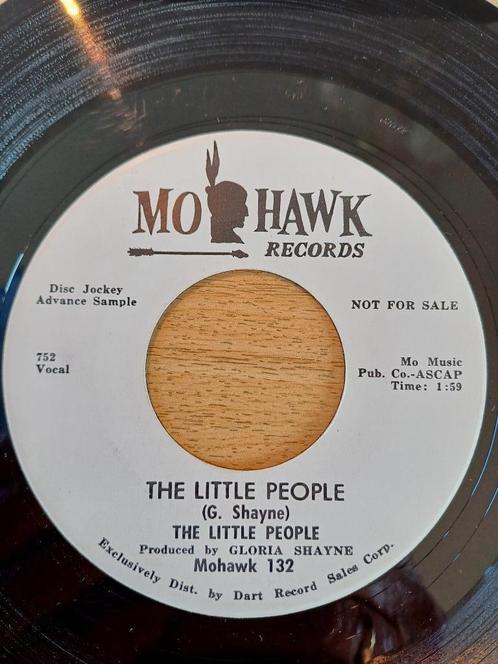 MOHAWK
RECORDS
Disc Jockey
Advance Sample
NOT FOR SALE
752
Vocal
Mo Music
Pub. Co.-ASCAP
Time: 1:59
THE LITTLE PEOPLE
(G. Shayne)
THE LITTLE PEOPLE
Produced by GLORIA SHAYNE
Mohawk 132
Exclusively Dist. by Dart Record Sales Corp.